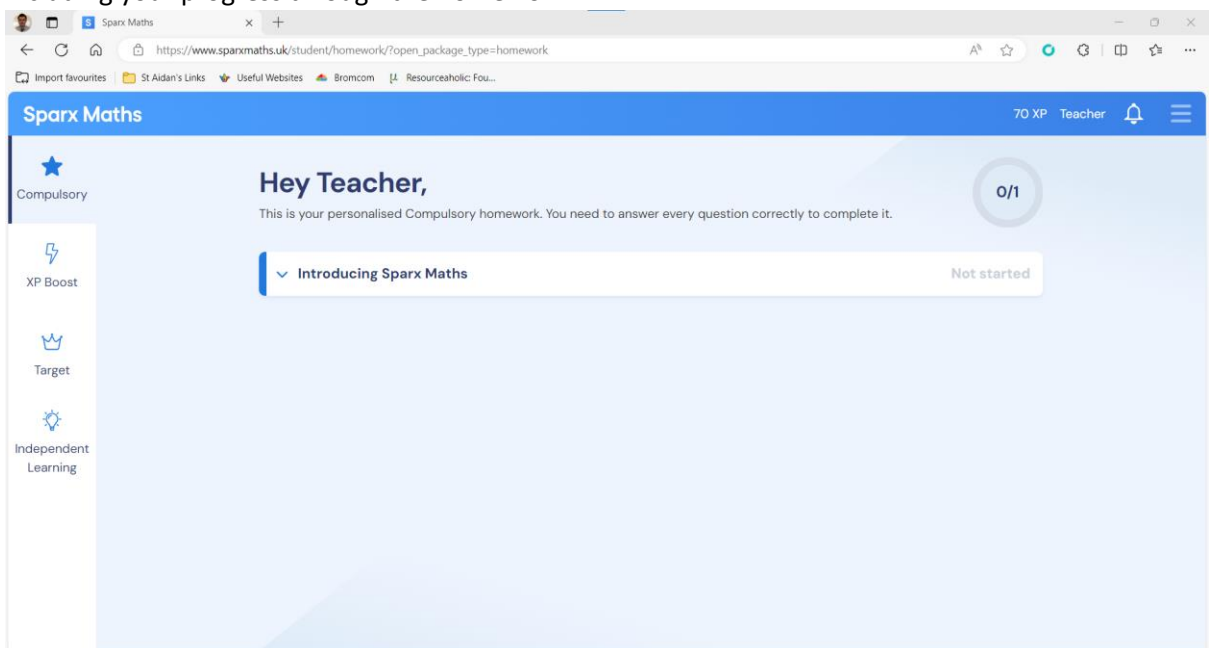 Sparx Maths
https://www.sparxmaths.uk/student/homework/?open_package_type=homework
Import favourites St Aidan's Links Useful Websites Bromcom Resourceaholic: Fou...
Sparx Maths 70 XP Teacher
Compulsory
Hey Teacher,
0/1
This is your personalised Compulsory homework. You need to answer every question correctly to complete it.
XP Boost
Introducing Sparx Maths Not started
Target
Independent
Learning